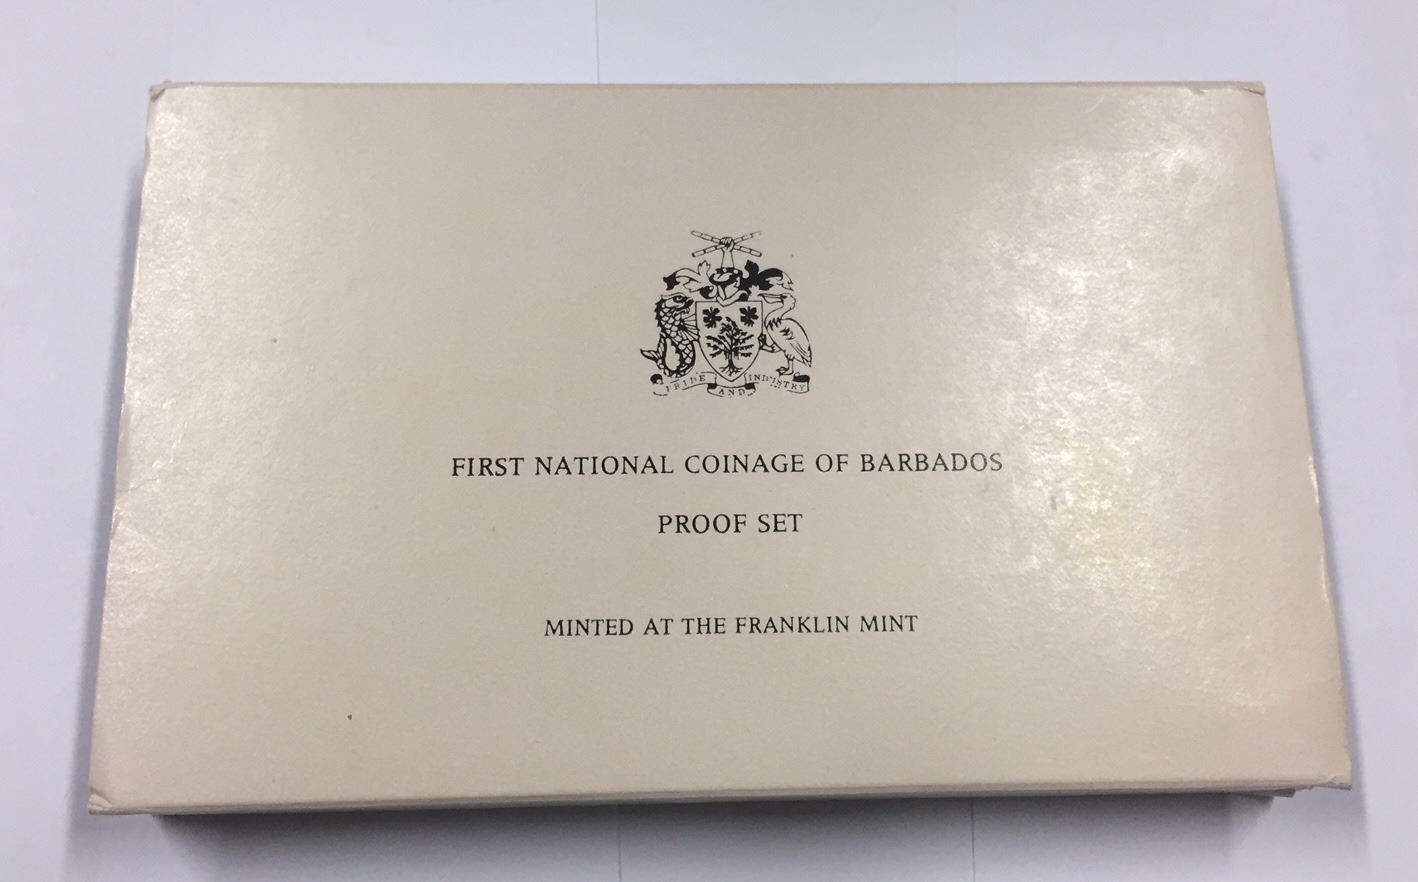 PRIDE AND INDUSTRY
FIRST NATIONAL COINAGE OF BARBADOS
PROOF SET
MINTED AT THE FRANKLIN MINT